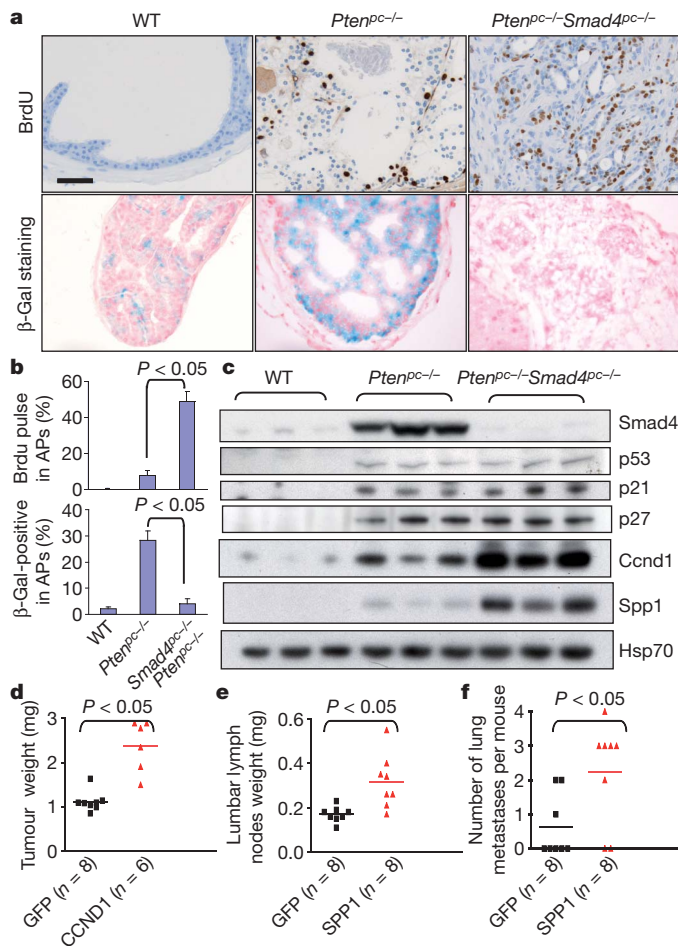 a
WT
Pten^pc–/–
Pten^pc–/–Smad4^pc–/–
BrdU
β-Gal staining
b
P < 0.05
60
40
20
0
Brdu pulse
in APs (%)
P < 0.05
40
30
20
10
0
β-Gal-positive
in APs (%)
WT
Pten^pc–/–
Smad4^pc–/–
Pten^pc–/–
c
WT
Pten^pc–/–
Pten^pc–/–Smad4^pc–/–
Smad4
p53
p21
p27
Ccnd1
Spp1
Hsp70
d
P < 0.05
3
2
1
0
Tumour weight (mg)
GFP (n = 8)
CCND1 (n = 6)
e
P < 0.05
0.6
0.4
0.2
0.0
Lumbar lymph
nodes weight (mg)
GFP (n = 8)
SPP1 (n = 8)
f
P < 0.05
4
3
2
1
0
Number of lung
metastases per mouse
GFP (n = 8)
SPP1 (n = 8)